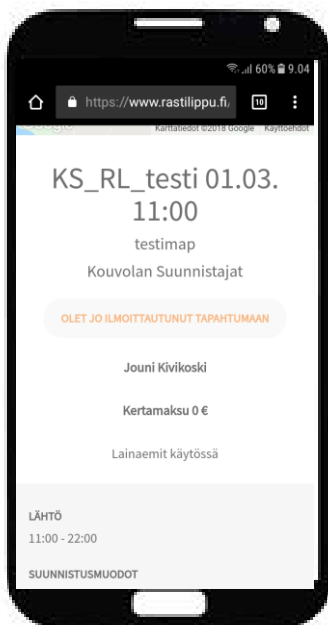 60% 9.04
https://www.rastilippu.fi/
10
Google
Karttatiedot ©2018 Google Käyttöehdot
KS_RL_testi 01.03.
11:00
testimap
Kouvolan Suunnistajat
OLET JO ILMOITTAUTUNUT TAPAHTUMAAN
Jouni Kivikoski
Kertamaksu 0 €
Lainaemit käytössä
LÄHTÖ
11:00 - 22:00
SUUNNISTUSMUODOT